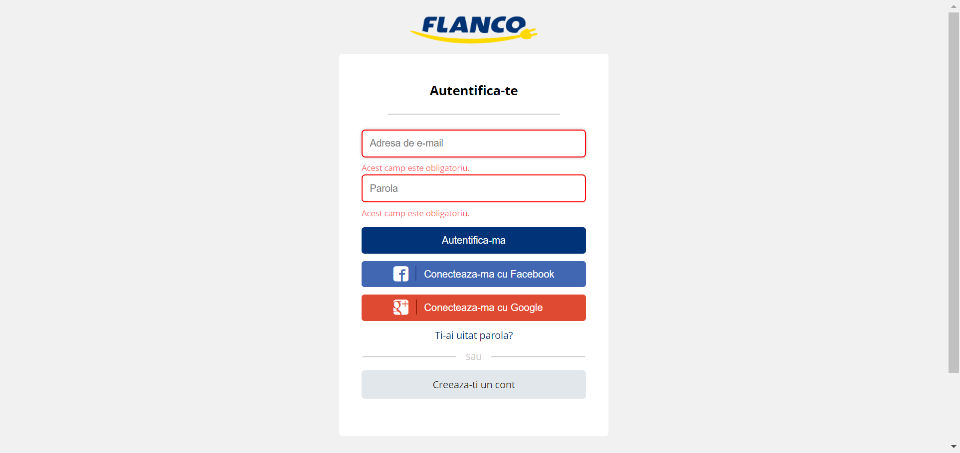 FLANCO
Autentifica-te
Adresa de e-mail
Acest camp este obligatoriu.
Parola
Acest camp este obligatoriu.
Autentifica-ma
Conecteaza-ma cu Facebook
Conecteaza-ma cu Google
Ti-ai uitat parola?
sau
Creeaza-ti un cont